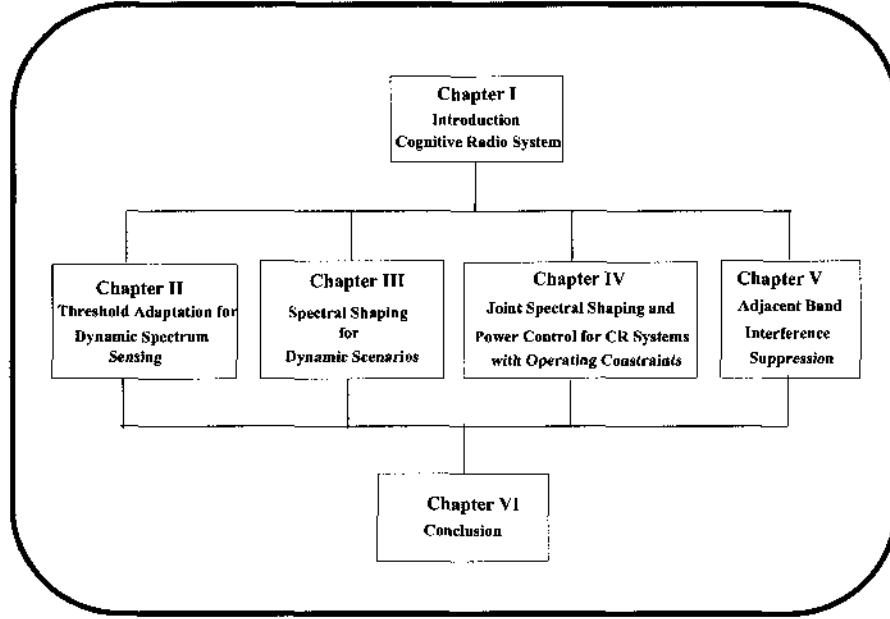 Chapter I
Introduction
Cognitive Radio System
Chapter II
Threshold Adaptation for
Dynamic Spectrum
Sensing
Chapter III
Spectral Shaping
for
Dynamic Scenarios
Chapter IV
Joint Spectral Shaping and
Power Control for CR Systems
with Operating Constraints
Chapter V
Adjacent Band
Interference
Suppression
Chapter VI
Conclusion